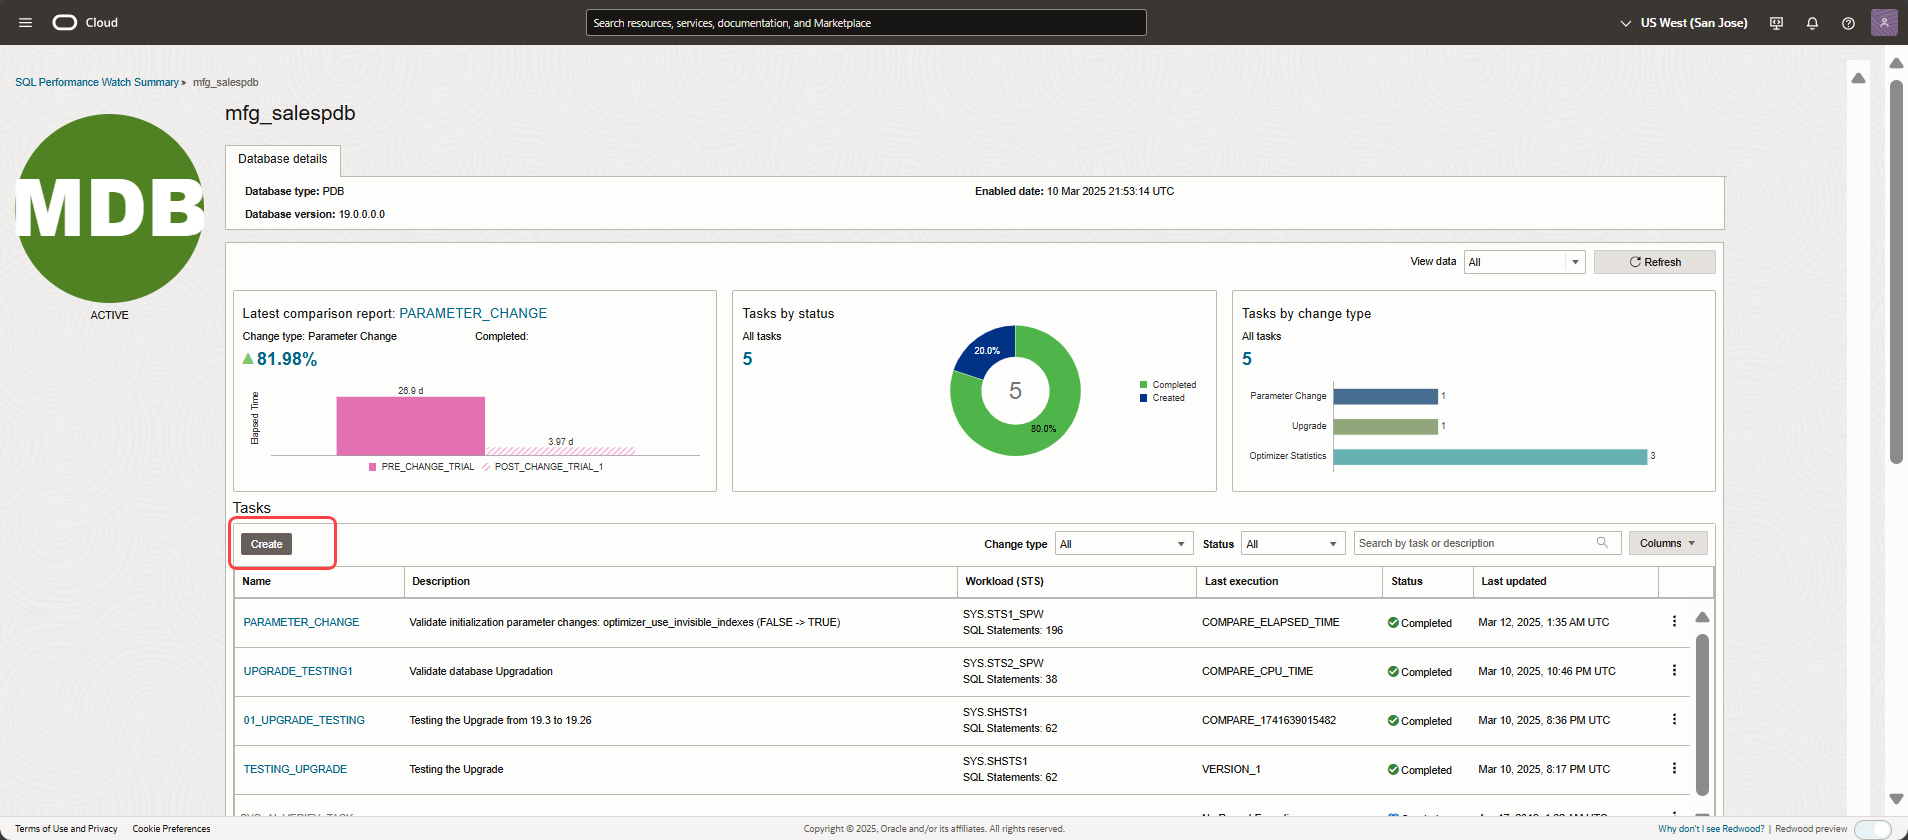 Cloud
Search resources, services, documentation, and Marketplace
US West (San Jose)
SQL Performance Watch Summary » mfg_salespdb
MDB
ACTIVE
mfg_salespdb
Database details
Database type: PDB
Enabled date: 10 Mar 2025 21:53:14 UTC
Database version: 19.0.0.0.0
View data All Refresh
Latest comparison report: PARAMETER_CHANGE
Change type: Parameter Change Completed:
81.98%
Elapsed Time
26.9 d
3.97 d
PRE_CHANGE_TRIAL POST_CHANGE_TRIAL_1
Tasks by status
All tasks
5
20.0%
5
80.0%
Completed
Created
Tasks by change type
All tasks
5
Parameter Change 1
Upgrade 1
Optimizer Statistics 3
Tasks
Create Change type All Status All Search by task or description Columns
Name Description Workload (STS) Last execution Status Last updated
PARAMETER_CHANGE Validate initialization parameter changes: optimizer_use_invisible_indexes (FALSE -> TRUE) SYS.STS1_SPW COMPARE_ELAPSED_TIME Completed Mar 12, 2025, 1:35 AM UTC
SQL Statements: 196
UPGRADE_TESTING1 Validate database Upgradation SYS.STS2_SPW COMPARE_CPU_TIME Completed Mar 10, 2025, 10:46 PM UTC
SQL Statements: 38
01_UPGRADE_TESTING Testing the Upgrade from 19.3 to 19.26 SYS.SHSTS1 COMPARE_1741639015482 Completed Mar 10, 2025, 8:36 PM UTC
SQL Statements: 62
TESTING_UPGRADE Testing the Upgrade SYS.SHSTS1 VERSION_1 Completed Mar 10, 2025, 8:17 PM UTC
SQL Statements: 62
Terms of Use and Privacy Cookie Preferences
Copyright © 2025, Oracle and/or its affiliates. All rights reserved.
Why don't I see Redwood? | Redwood preview